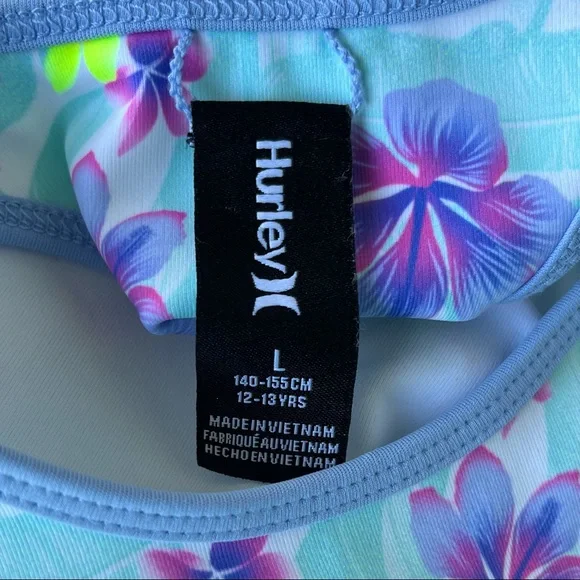 Hurley
L
140-155CM
12-13YRS
MADE IN VIETNAM
FABRIQUÉ AU VIETNAM
HECHO EN VIETNAM